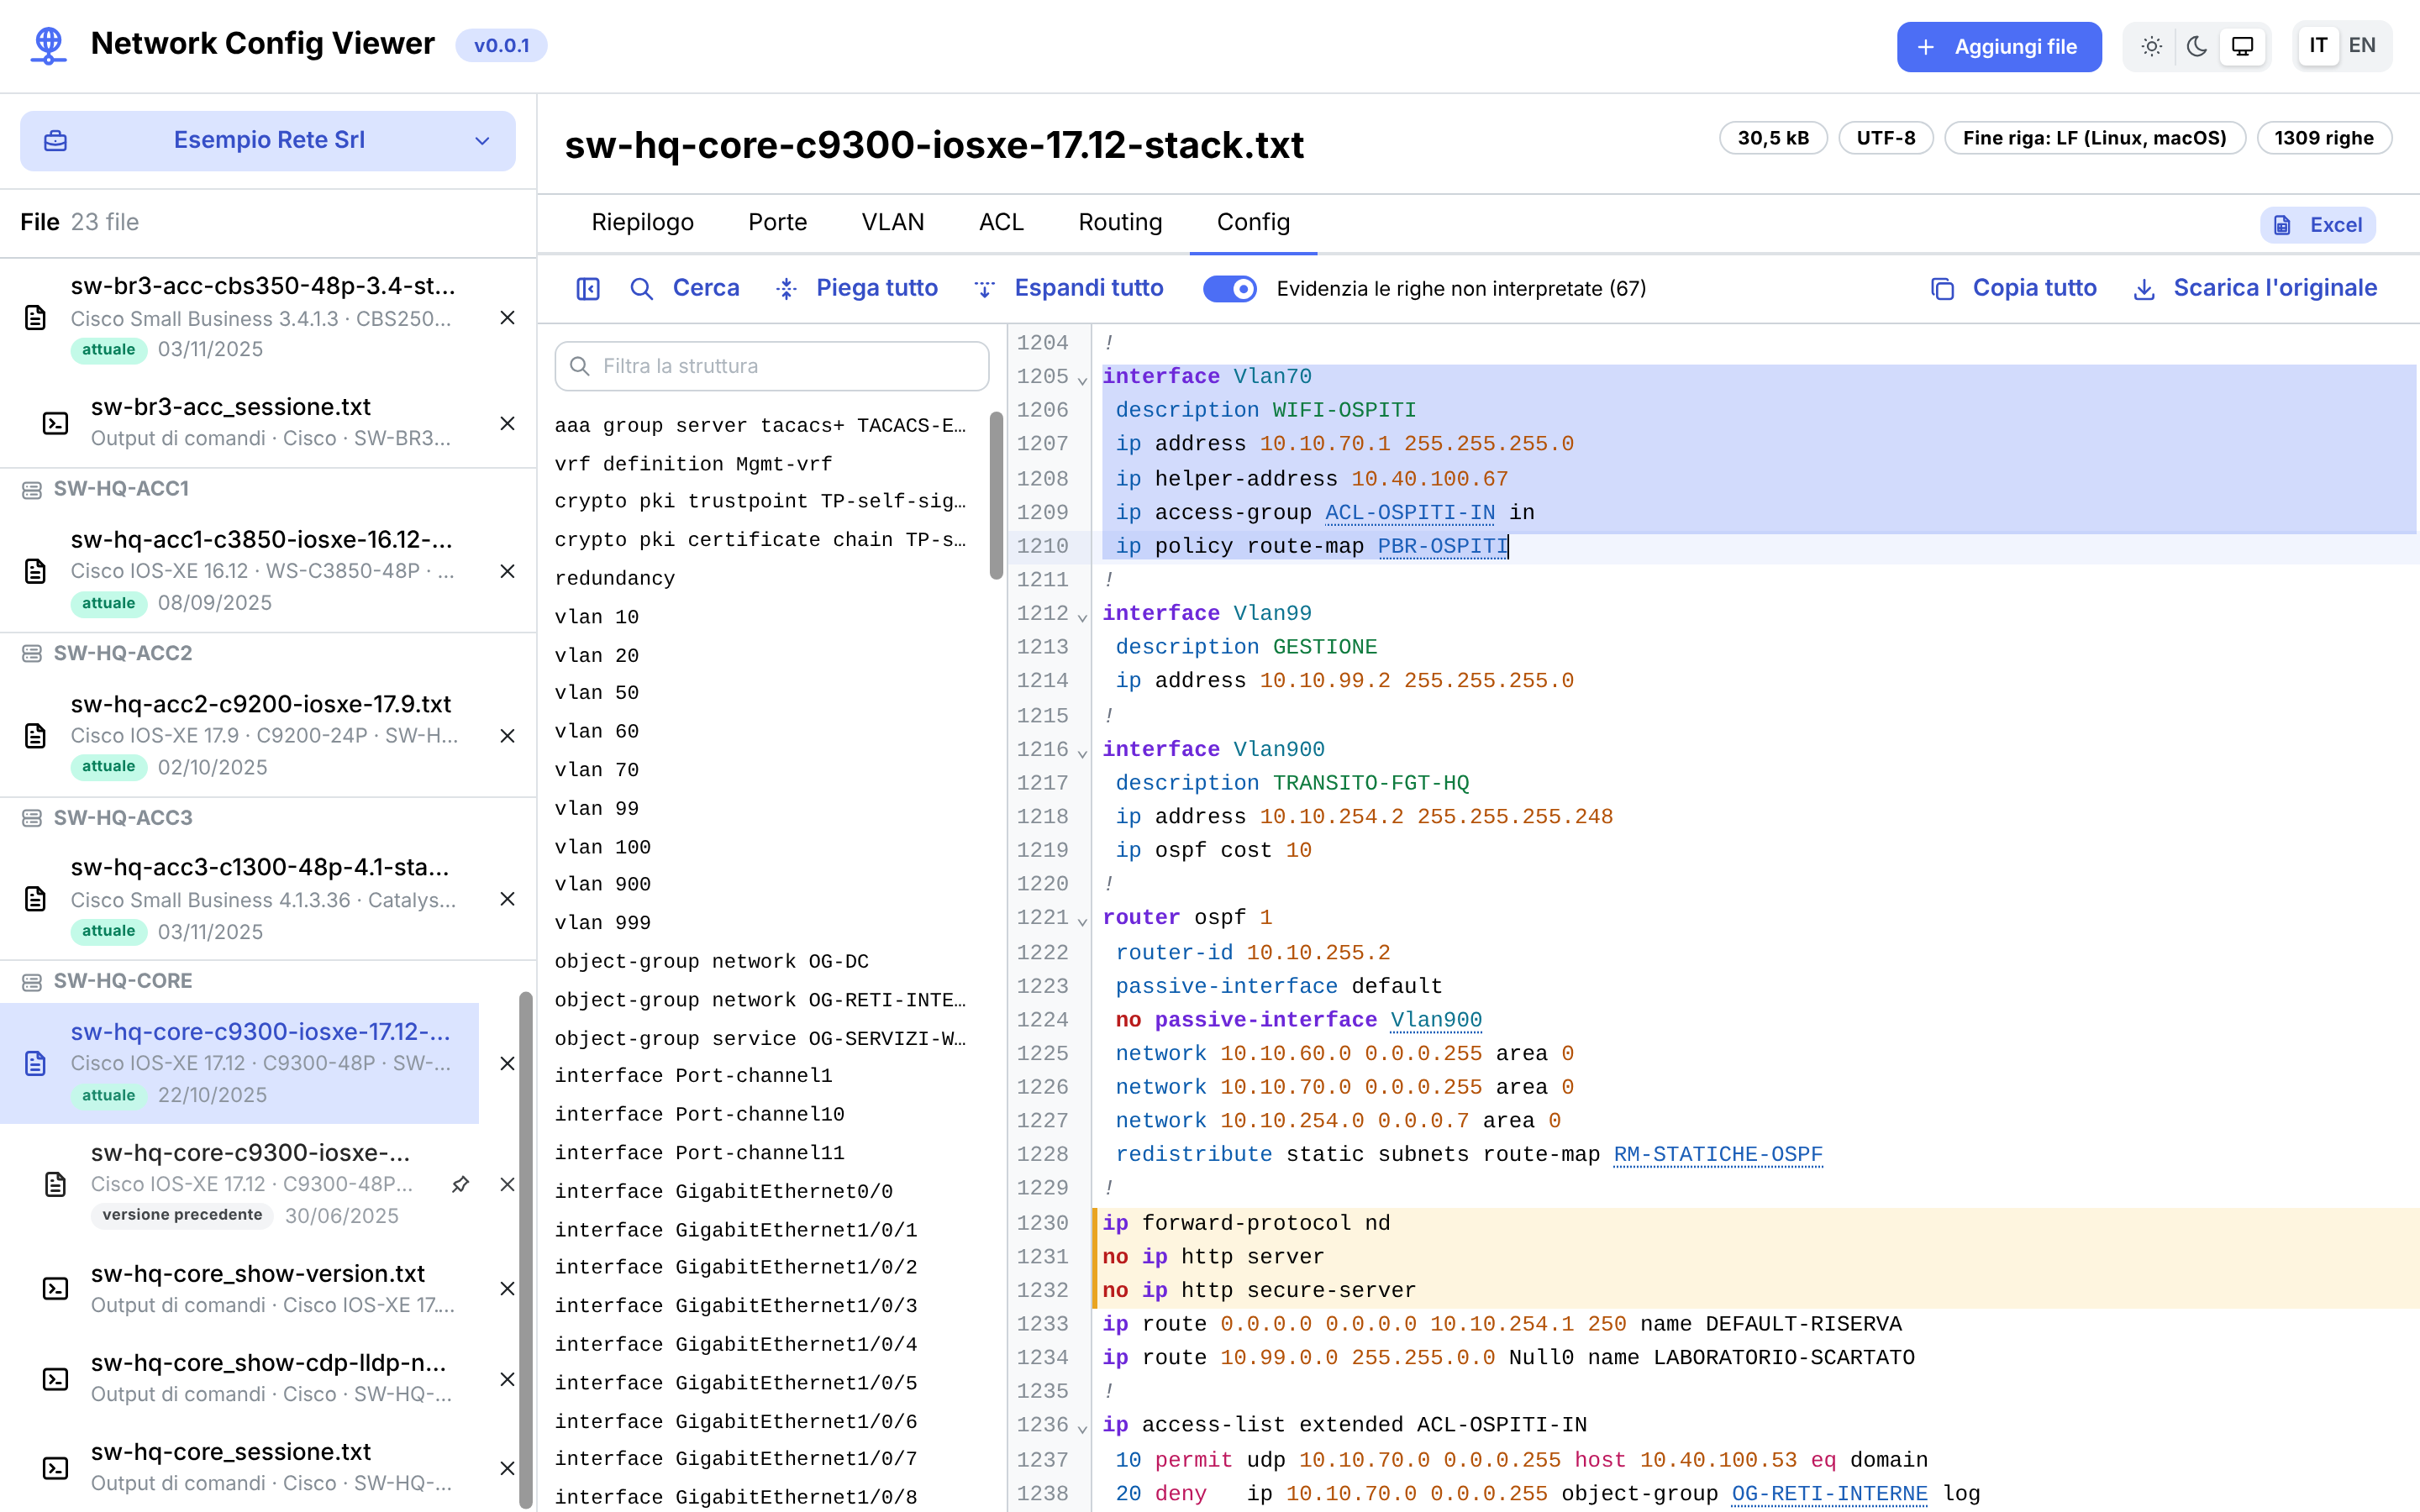 Network Config Viewer v0.0.1
Aggiungi file
IT EN
Esempio Rete Srl
File 23 file
sw-br3-acc-cbs350-48p-3.4-st...
Cisco Small Business 3.4.1.3 · CBS250...
attuale 03/11/2025
sw-br3-acc_sessione.txt
Output di comandi · Cisco · SW-BR3...
SW-HQ-ACC1
sw-hq-acc1-c3850-iosxe-16.12-...
Cisco IOS-XE 16.12 · WS-C3850-48P · ...
attuale 08/09/2025
SW-HQ-ACC2
sw-hq-acc2-c9200-iosxe-17.9.txt
Cisco IOS-XE 17.9 · C9200-24P · SW-H...
attuale 02/10/2025
SW-HQ-ACC3
sw-hq-acc3-c1300-48p-4.1-sta...
Cisco Small Business 4.1.3.36 · Catalys...
attuale 03/11/2025
SW-HQ-CORE
sw-hq-core-c9300-iosxe-17.12-...
Cisco IOS-XE 17.12 · C9300-48P · SW-...
attuale 22/10/2025
sw-hq-core-c9300-iosxe-...
Cisco IOS-XE 17.12 · C9300-48P...
versione precedente 30/06/2025
sw-hq-core_show-version.txt
Output di comandi · Cisco IOS-XE 17....
sw-hq-core_show-cdp-lldp-n...
Output di comandi · Cisco · SW-HQ-...
sw-hq-core_sessione.txt
Output di comandi · Cisco · SW-HQ-...
sw-hq-core-c9300-iosxe-17.12-stack.txt
30,5 kB UTF-8 Fine riga: LF (Linux, macOS) 1309 righe
Riepilogo Porte VLAN ACL Routing Config
Excel
Cerca Piega tutto Espandi tutto Evidenzia le righe non interpretate (67) Copia tutto Scarica l'originale
Filtra la struttura
aaa group server tacacs+ TACACS-E...
vrf definition Mgmt-vrf
crypto pki trustpoint TP-self-sig...
crypto pki certificate chain TP-s...
redundancy
vlan 10
vlan 20
vlan 50
vlan 60
vlan 70
vlan 99
vlan 100
vlan 900
vlan 999
object-group network OG-DC
object-group network OG-RETI-INTE...
object-group service OG-SERVIZI-W...
interface Port-channel1
interface Port-channel10
interface Port-channel11
interface GigabitEthernet0/0
interface GigabitEthernet1/0/1
interface GigabitEthernet1/0/2
interface GigabitEthernet1/0/3
interface GigabitEthernet1/0/4
interface GigabitEthernet1/0/5
interface GigabitEthernet1/0/6
interface GigabitEthernet1/0/7
interface GigabitEthernet1/0/8
1204 !
1205 interface Vlan70
1206 description WIFI-OSPITI
1207 ip address 10.10.70.1 255.255.255.0
1208 ip helper-address 10.40.100.67
1209 ip access-group ACL-OSPITI-IN in
1210 ip policy route-map PBR-OSPITI
1211 !
1212 interface Vlan99
1213 description GESTIONE
1214 ip address 10.10.99.2 255.255.255.0
1215 !
1216 interface Vlan900
1217 description TRANSITO-FGT-HQ
1218 ip address 10.10.254.2 255.255.255.248
1219 ip ospf cost 10
1220 !
1221 router ospf 1
1222 router-id 10.10.255.2
1223 passive-interface default
1224 no passive-interface Vlan900
1225 network 10.10.60.0 0.0.0.255 area 0
1226 network 10.10.70.0 0.0.0.255 area 0
1227 network 10.10.254.0 0.0.0.7 area 0
1228 redistribute static subnets route-map RM-STATICHE-OSPF
1229 !
1230 ip forward-protocol nd
1231 no ip http server
1232 no ip http secure-server
1233 ip route 0.0.0.0 0.0.0.0 10.10.254.1 250 name DEFAULT-RISERVA
1234 ip route 10.99.0.0 255.255.0.0 Null0 name LABORATORIO-SCARTATO
1235 !
1236 ip access-list extended ACL-OSPITI-IN
1237 10 permit udp 10.10.70.0 0.0.0.255 host 10.40.100.53 eq domain
1238 20 deny ip 10.10.70.0 0.0.0.255 object-group OG-RETI-INTERNE log